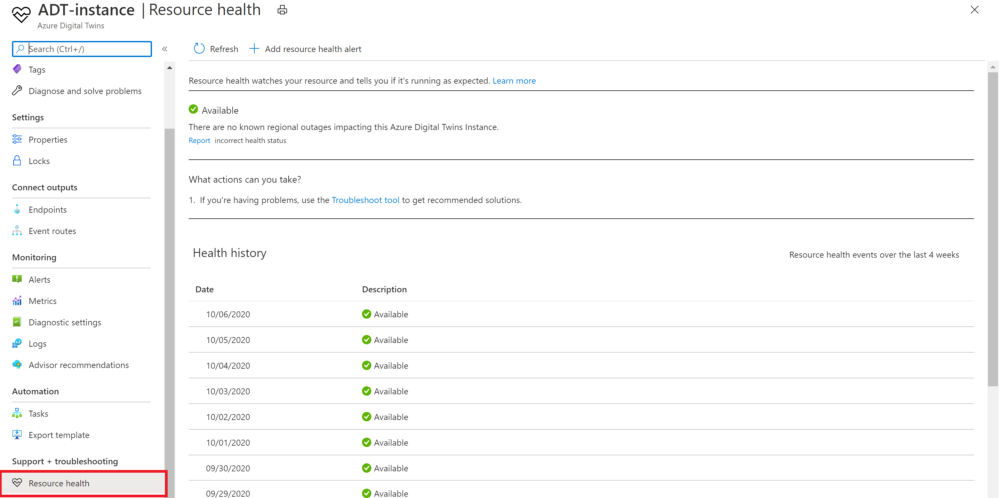 ADT-instance | Resource health
Azure Digital Twins
Search (Ctrl+/)
«
Tags
Diagnose and solve problems
Settings
Properties
Locks
Connect outputs
Endpoints
Event routes
Monitoring
Alerts
Metrics
Diagnostic settings
Logs
Advisor recommendations
Automation
Tasks
Export template
Support + troubleshooting
Resource health
Refresh
Add resource health alert
Resource health watches your resource and tells you if it's running as expected. Learn more
Available
There are no known regional outages impacting this Azure Digital Twins Instance.
Report incorrect health status
What actions can you take?
1. If you're having problems, use the Troubleshoot tool to get recommended solutions.
Health history
Resource health events over the last 4 weeks
Date Description
10/06/2020 Available
10/05/2020 Available
10/04/2020 Available
10/03/2020 Available
10/02/2020 Available
10/01/2020 Available
09/30/2020 Available
09/29/2020 Available